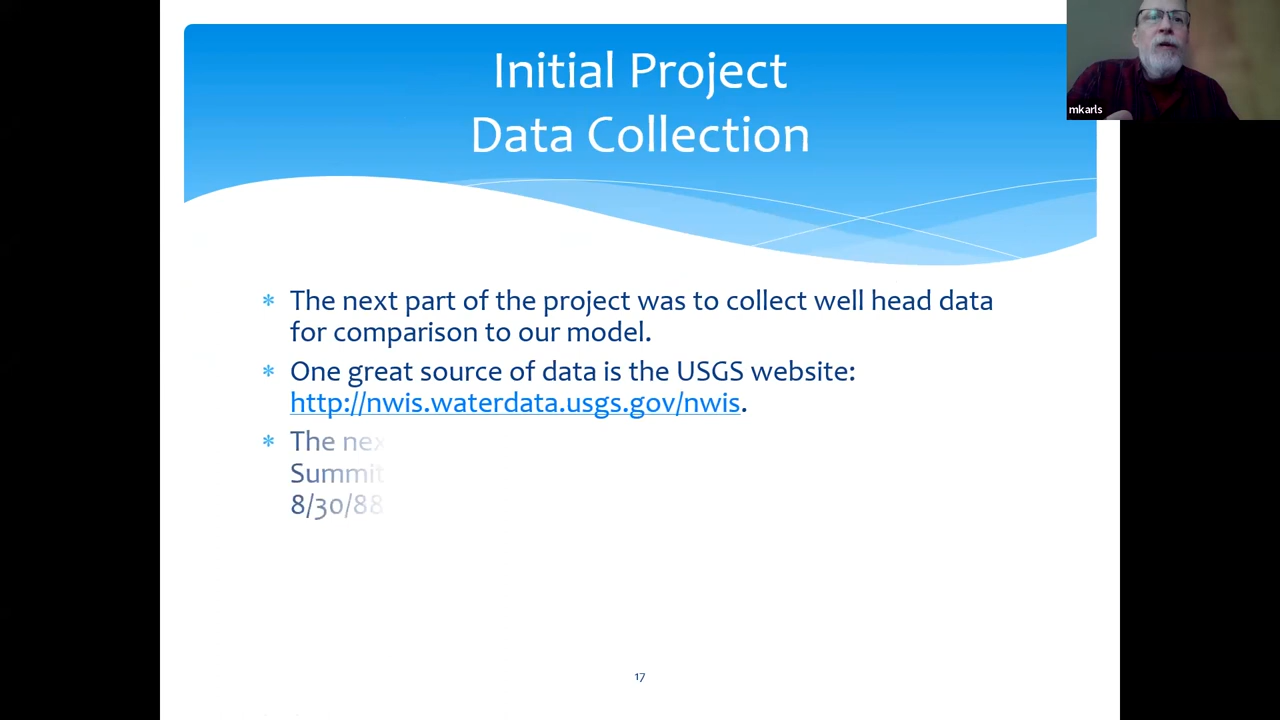 Initial Project
Data Collection
mkarls
* The next part of the project was to collect well head data
for comparison to our model.
* One great source of data is the USGS website:
http://nwis.waterdata.usgs.gov/nwis.
* The nex
Summit
8/30/88
17